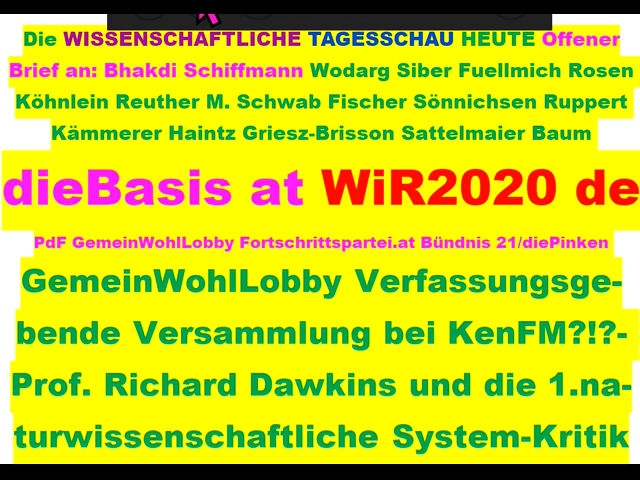 Die WISSENSCHAFTLICHE TAGESSCHAU HEUTE Offener
Brief an: Bhakdi Schiffmann Wodarg Siber Fuellmich Rosen
Köhnlein Reuther M. Schwab Fischer Sönnichsen Ruppert
Kämmerer Haintz Griesz-Brisson Sattelmaier Baum
dieBasis at WiR2020 de
PdF GemeinWohlLobby Fortschrittspartei.at Bündnis 21/diePinken
GemeinWohlLobby Verfassungsge-
bende Versammlung bei KenFM?!?-
Prof. Richard Dawkins und die 1.na-
turwissenschaftliche System-Kritik